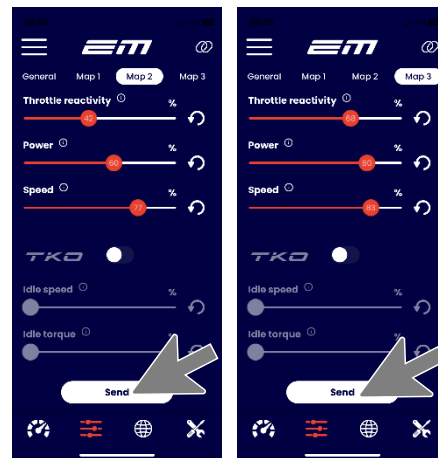 EM
General Map 1 Map 2 Map 3
Throttle reactivity %
42
Power %
60
Speed %
77
TKO
Idle speed %
Idle torque %
Send
EM
General Map 1 Map 2 Map 3
Throttle reactivity %
68
Power %
80
Speed %
83
TKO
Idle speed %
Idle torque %
Send